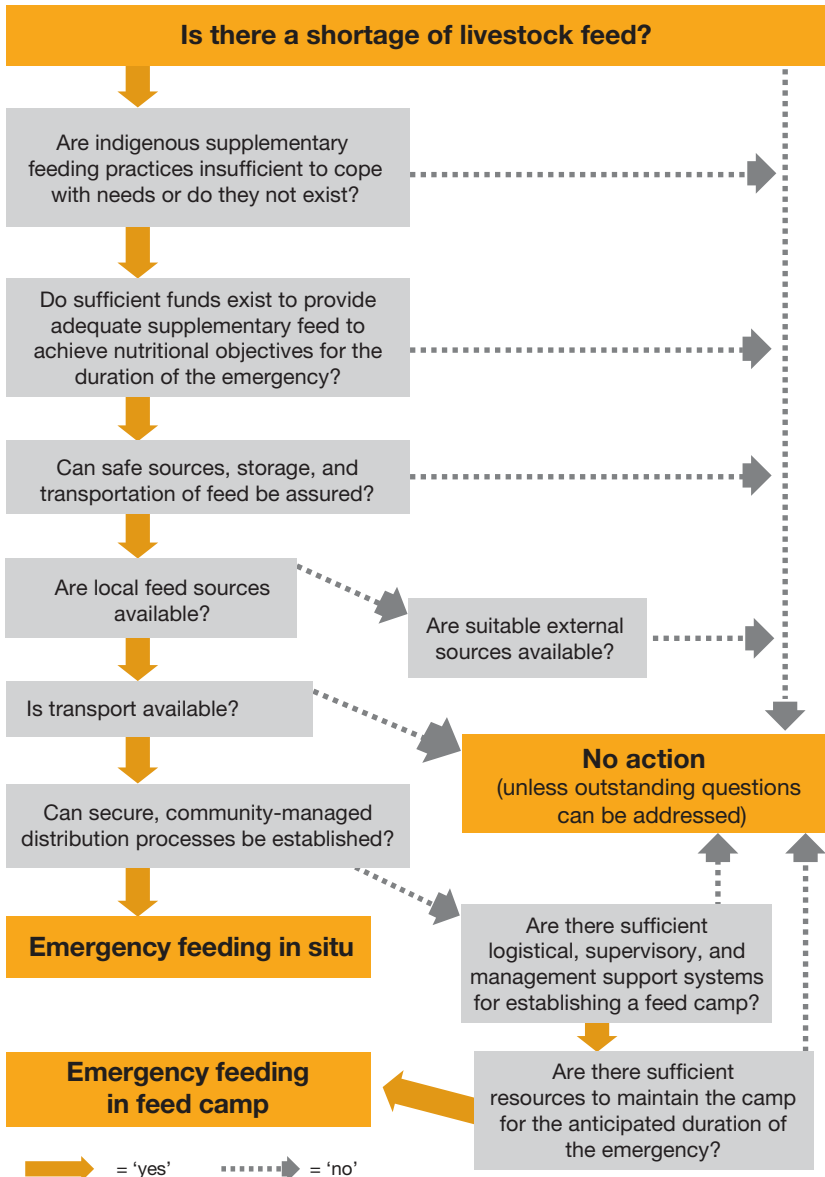 Is there a shortage of livestock feed?
Are indigenous supplementary
feeding practices insufficient to cope
with needs or do they not exist?
Do sufficient funds exist to provide
adequate supplementary feed to
achieve nutritional objectives for the
duration of the emergency?
Can safe sources, storage, and
transportation of feed be assured?
Are local feed sources
available?
Are suitable external
sources available?
Is transport available?
No action
(unless outstanding questions
can be addressed)
Can secure, community-managed
distribution processes be established?
Emergency feeding in situ
Are there sufficient
logistical, supervisory, and
management support systems
for establishing a feed camp?
Emergency feeding
in feed camp
Are there sufficient
resources to maintain the camp
for the anticipated duration of
the emergency?
= ‘yes’
= ‘no’